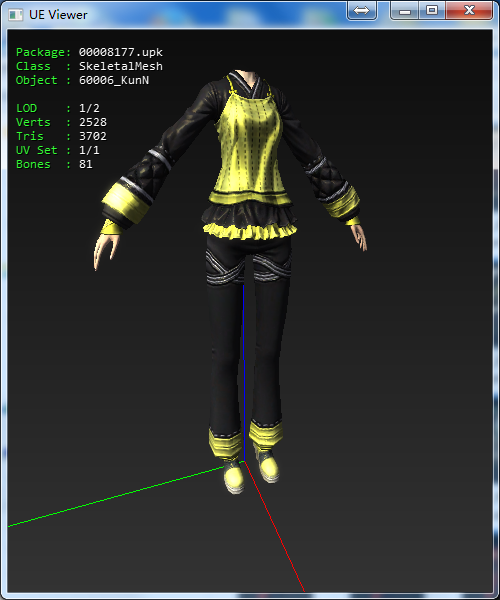 UE Viewer
Package: 00008177.upk
Class : SkeletalMesh
Object : 60006_KunN
LOD : 1/2
Verts : 2528
Tris : 3702
UV Set : 1/1
Bones : 81